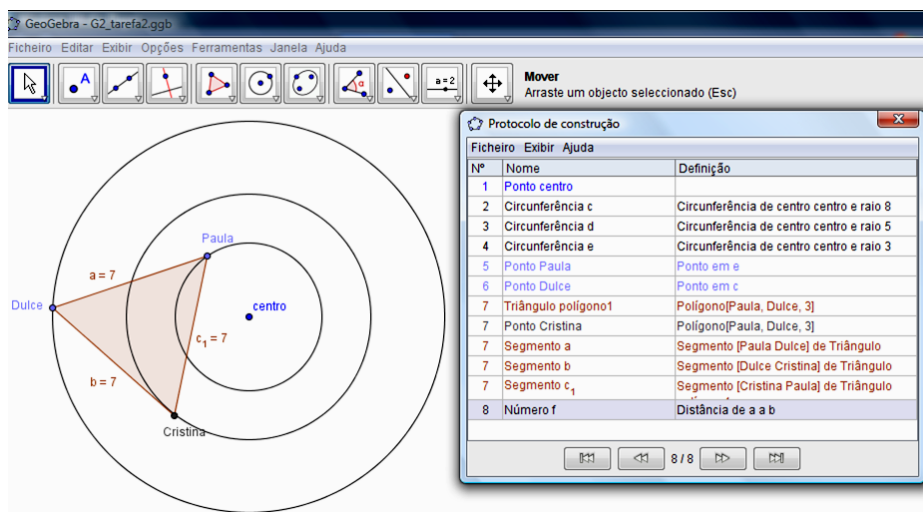 GeoGebra - G2_tarefa2.ggb
Ficheiro Editar Exibir Opções Ferramentas Janela Ajuda
A
α
a=2
Mover
Arraste um objecto seleccionado (Esc)
Protocolo de construção
Ficheiro Exibir Ajuda
Nº Nome Definição
1 Ponto centro
2 Circunferência c Circunferência de centro centro e raio 8
3 Circunferência d Circunferência de centro centro e raio 5
4 Circunferência e Circunferência de centro centro e raio 3
5 Ponto Paula Ponto em e
6 Ponto Dulce Ponto em c
7 Triângulo polígono1 Polígono[Paula, Dulce, 3]
7 Ponto Cristina Polígono[Paula, Dulce, 3]
7 Segmento a Segmento [Paula Dulce] de Triângulo
7 Segmento b Segmento [Dulce Cristina] de Triângulo
7 Segmento c₁ Segmento [Cristina Paula] de Triângulo
8 Número f Distância de a a b
8 / 8
Paula
a = 7
Dulce
centro
c₁ = 7
b = 7
Cristina